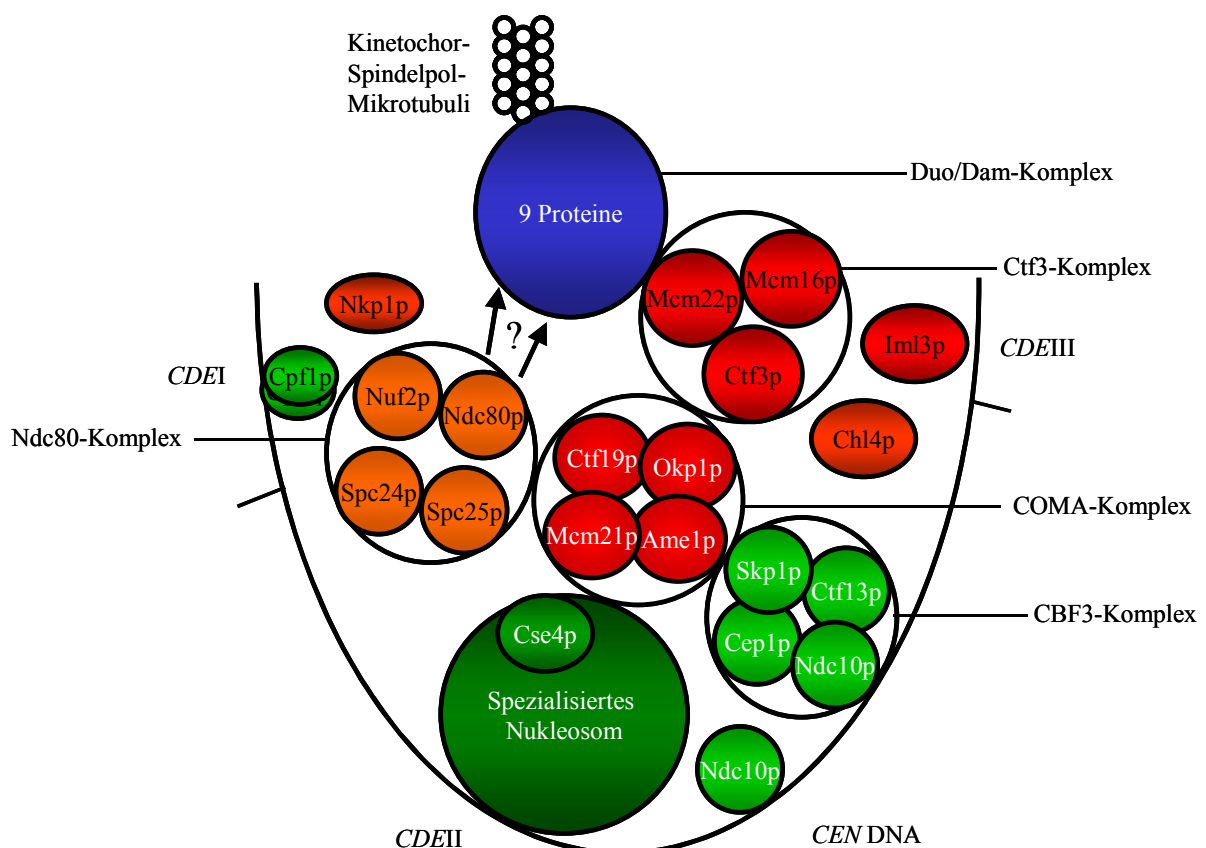 Kinetochor-
Spindelpol-
Mikrotubuli
Duo/Dam-Komplex
9 Proteine
Ctf3-Komplex
Mcm16p
Mcm22p
Nkp1p
?
Iml3p
CDEIII
CDEI
Cpf1p
Ctf3p
Nuf2p
Ndc80p
Ndc80-Komplex
Chl4p
Ctf19p
Okp1p
Spc24p
Spc25p
COMA-Komplex
Mcm21p
Ame1p
Skp1p
Ctf13p
CBF3-Komplex
Cse4p
Cep1p
Ndc10p
Spezialisiertes
Nukleosom
Ndc10p
CDEII
CEN DNA